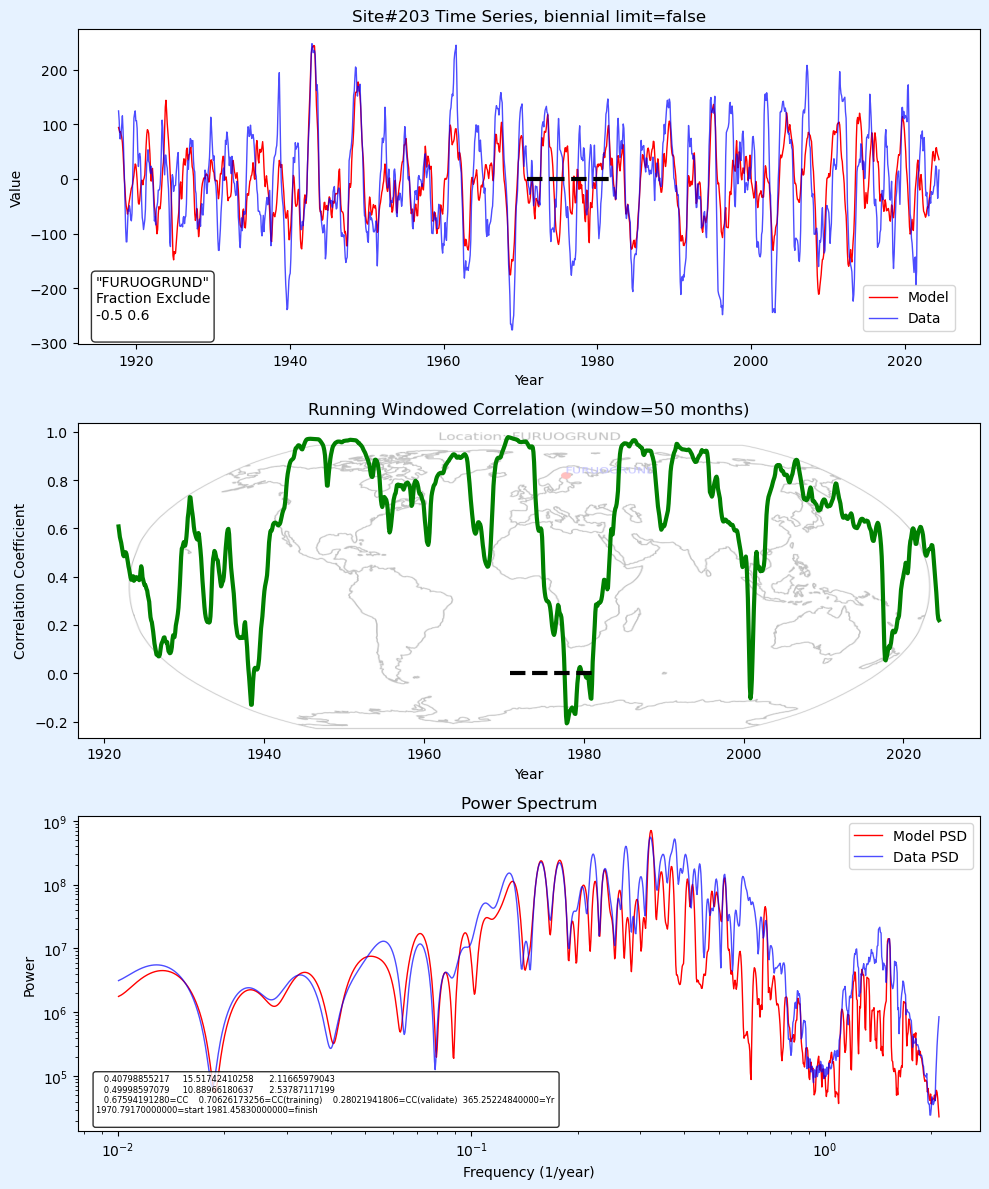 Site#203 Time Series, biennial limit=false
Value
200
100
0
−100
−200
−300
"FURUOGRUND"
Fraction Exclude
-0.5 0.6
Model
Data
1920
1940
1960
1980
2000
2020
Year
Running Windowed Correlation (window=50 months)
Location: FURUOGRUND
FURUOGRUND
Correlation Coefficient
1.0
0.8
0.6
0.4
0.2
0.0
−0.2
1920
1940
1960
1980
2000
2020
Year
Power Spectrum
Power
10⁹
10⁸
10⁷
10⁶
10⁵
Model PSD
Data PSD
0.40798855217 15.51742410258 2.11665979043
0.49998597079 10.88966180637 2.53787117199
0.67594191280=CC 0.70626173256=CC(training) 0.28021941806=CC(validate) 365.25224840000=Yr
1970.79170000000=start 1981.45830000000=finish
10⁻²
10⁻¹
10⁰
Frequency (1/year)